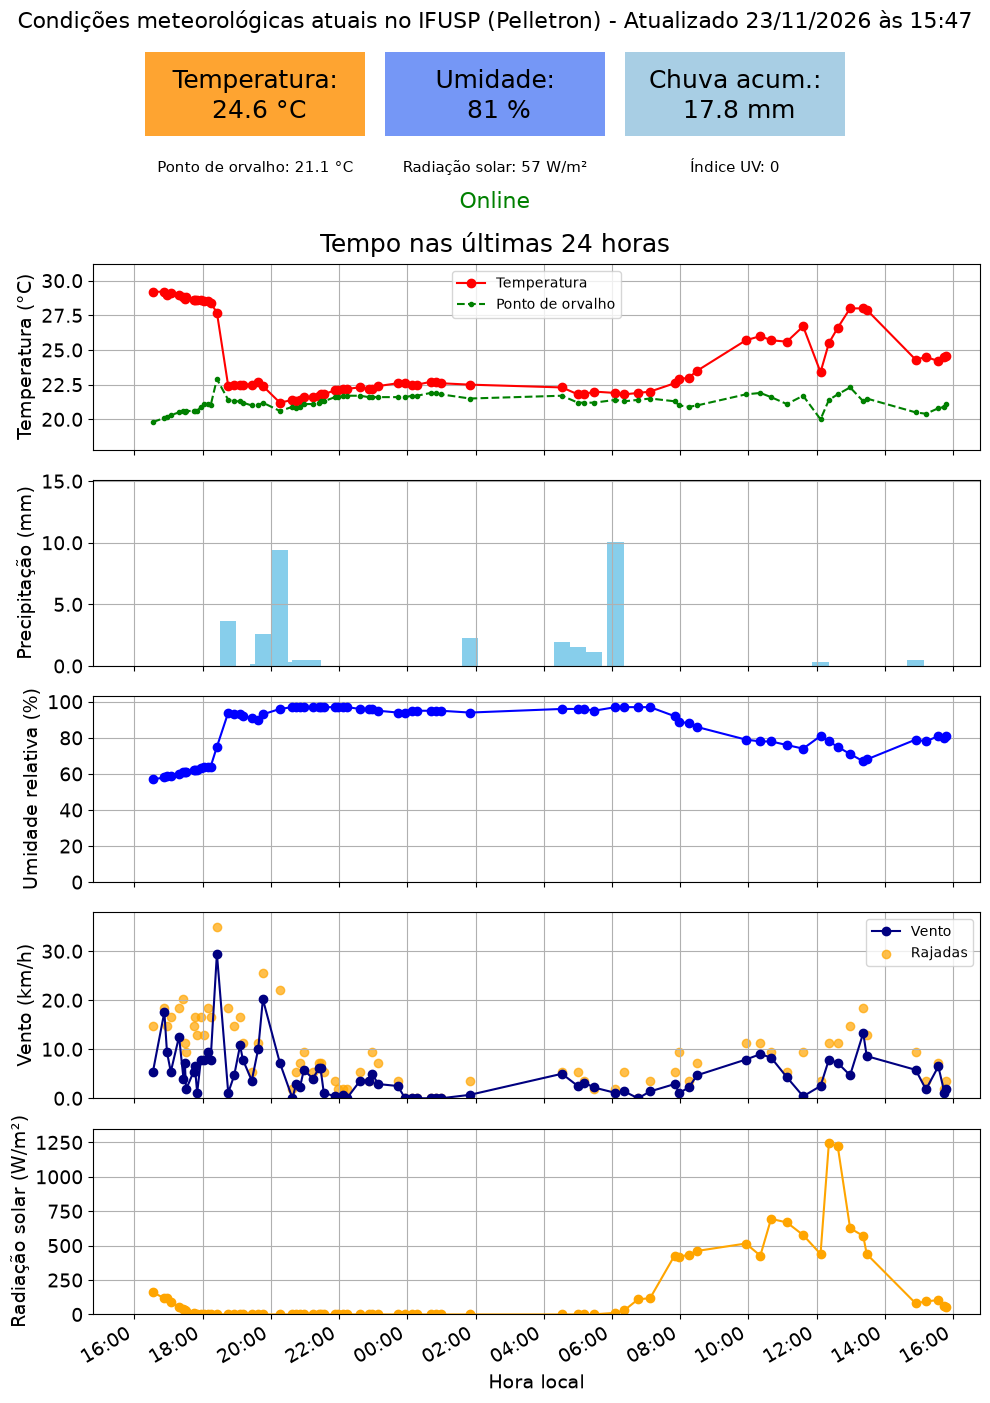 Condições meteorológicas atuais no IFUSP (Pelletron) - Atualizado 23/11/2026 às 15:47
Temperatura:
24.6 °C
Umidade:
81 %
Chuva acum.:
17.8 mm
Ponto de orvalho: 21.1 °C
Radiação solar: 57 W/m²
Índice UV: 0
Online
Tempo nas últimas 24 horas
Temperatura (°C)
30.0
27.5
25.0
22.5
20.0
Temperatura
Ponto de orvalho
Precipitação (mm)
15.0
10.0
5.0
0.0
Umidade relativa (%)
100
80
60
40
20
0
Vento (km/h)
30.0
20.0
10.0
0.0
Vento
Rajadas
Radiação solar (W/m²)
1250
1000
750
500
250
0
16:00
18:00
20:00
22:00
00:00
02:00
04:00
06:00
08:00
10:00
12:00
14:00
16:00
Hora local